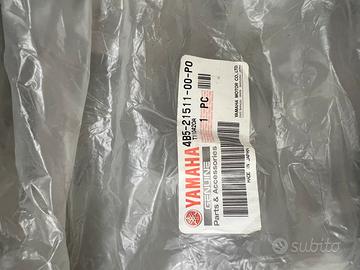 4B5-21511-00-P0
1 PC
YAMAHA
GENUINE
Parts & Accessories
YAMAHA MOTOR CO., LTD.
MADE IN JAPAN
subito